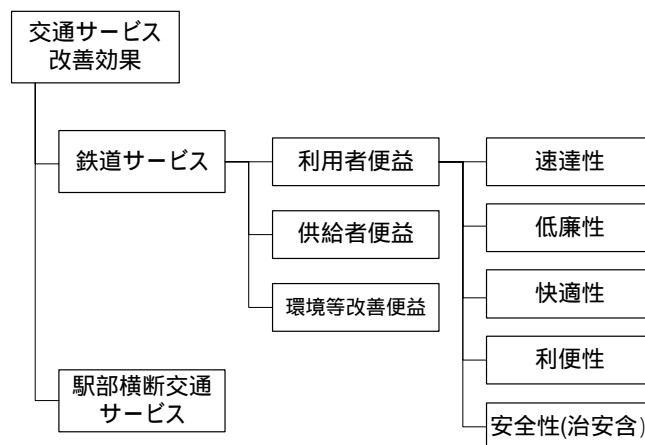 交通サービス
改善効果
鉄道サービス
利用者便益
速達性
供給者便益
低廉性
環境等改善便益
快適性
利便性
駅部横断交通
サービス
安全性(治安含)